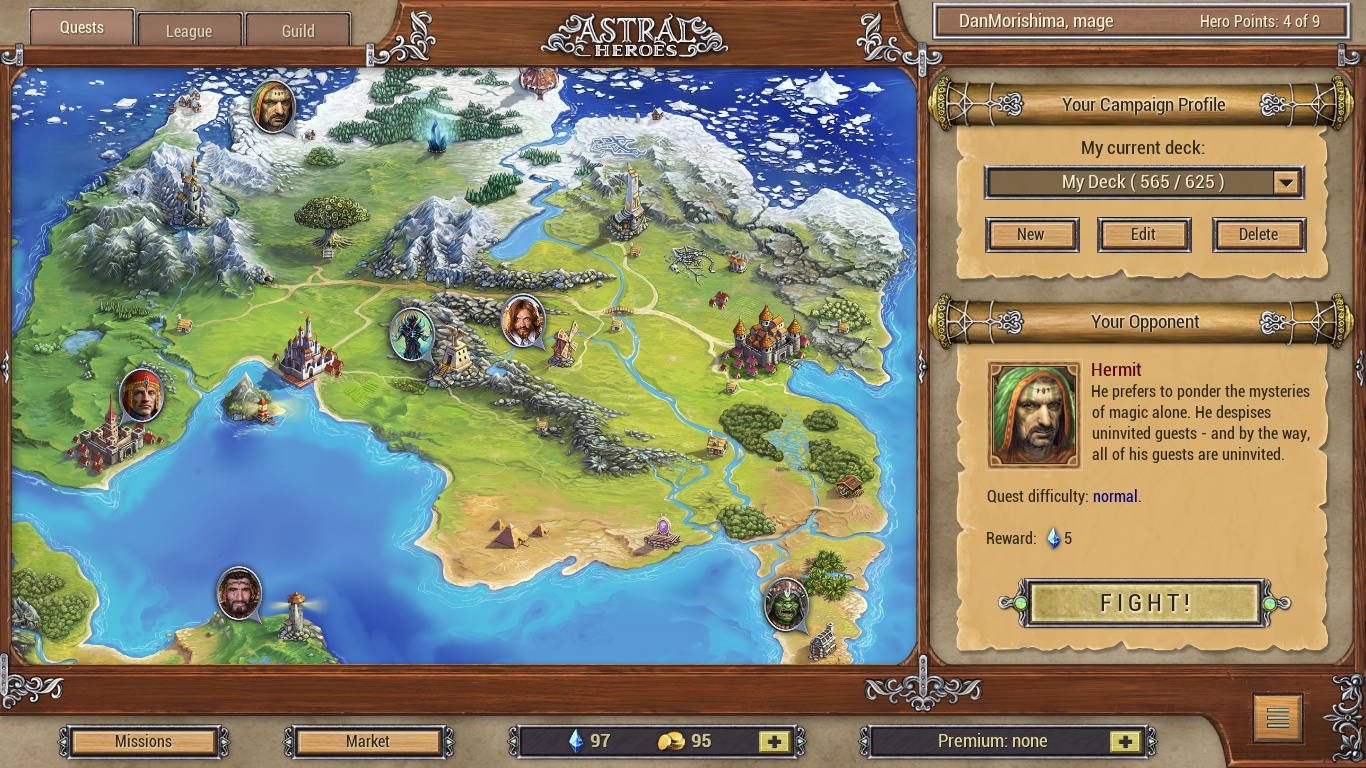 Quests
League
Guild
ASTRAL
HEROES
DanMorishima, mage
Hero Points: 4 of 9
Your Campaign Profile
My current deck:
My Deck ( 565 / 625 )
New
Edit
Delete
Your Opponent
Hermit
He prefers to ponder the mysteries
of magic alone. He despises
uninvited guests - and by the way,
all of his guests are uninvited.
Quest difficulty: normal.
Reward: 5
FIGHT!
Missions
Market
97
95
Premium: none